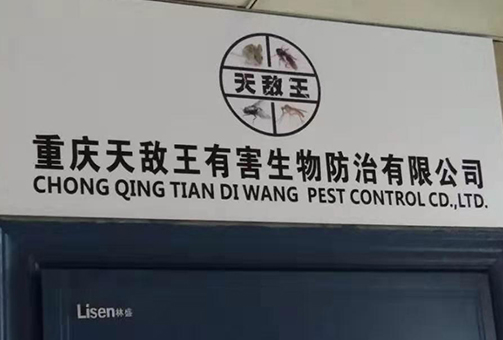 天敌王
重庆天敌王有害生物防治有限公司
CHONG QING TIAN DI WANG PEST CONTROL CD.,LTD.
Lisen林盛